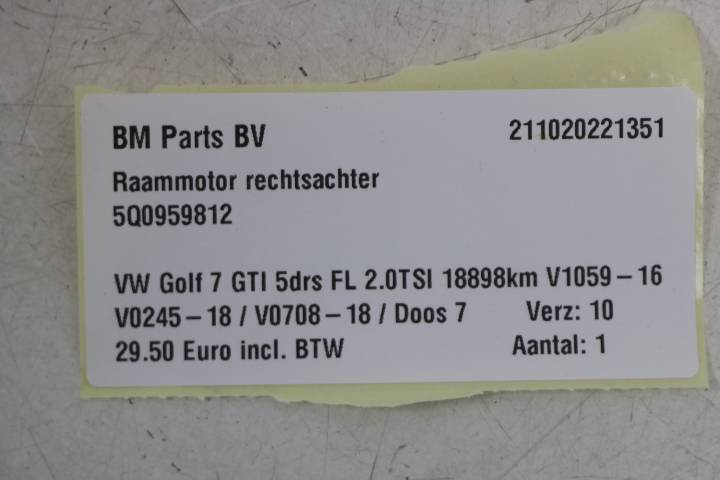 BM Parts BV 211020221351
Raammotor rechtsachter
5Q0959812
VW Golf 7 GTI 5drs FL 2.0TSI 18898km V1059-16
V0245-18 / V0708-18 / Doos 7 Verz: 10
29.50 Euro incl. BTW Aantal: 1